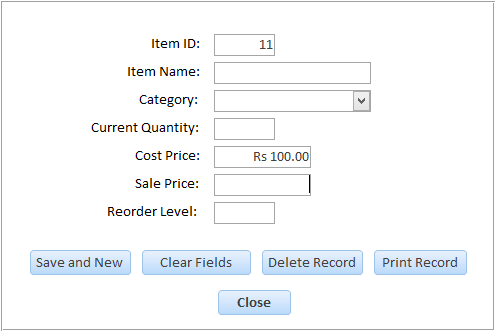 Item ID: 11
Item Name:
Category:
Current Quantity:
Cost Price: Rs 100.00
Sale Price:
Reorder Level:
Save and New Clear Fields Delete Record Print Record
Close